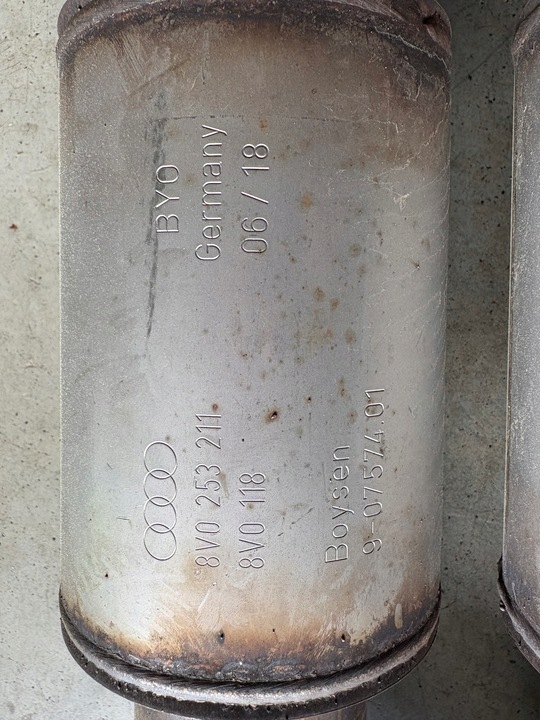 8V0 253 211
8V0 118
Boysen
9-07574.01
BYO
Germany
06 / 18